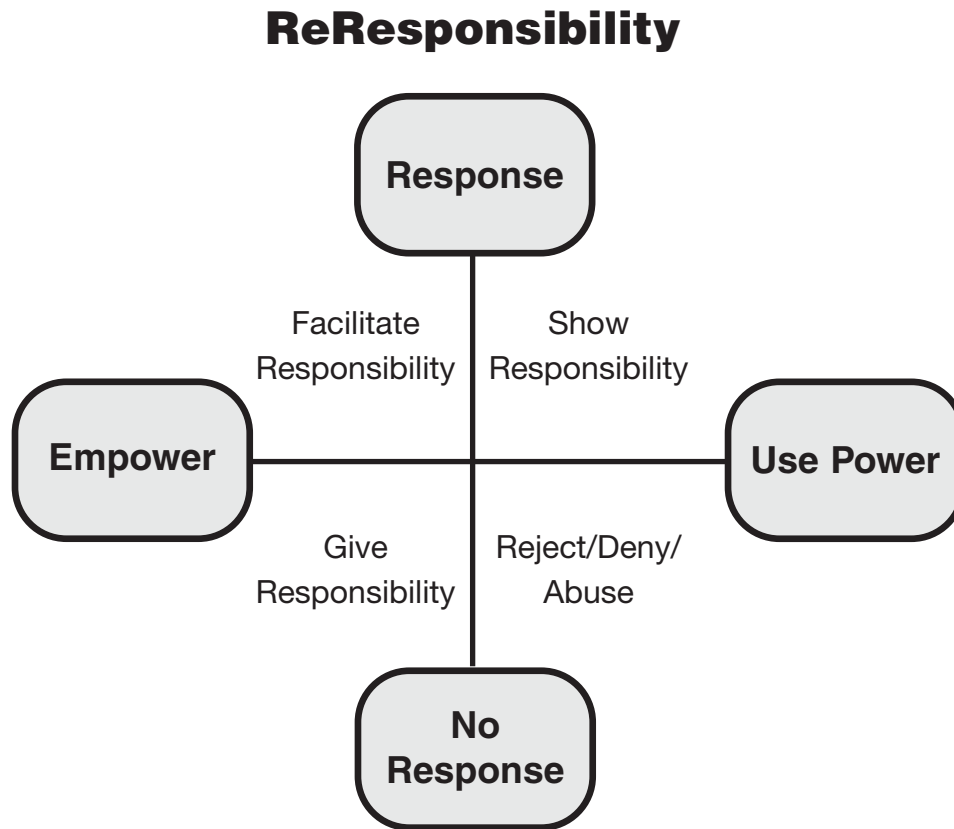 ReResponsibility
Response
Facilitate
Responsibility
Show
Responsibility
Empower
Use Power
Give
Responsibility
Reject/Deny/
Abuse
No
Response